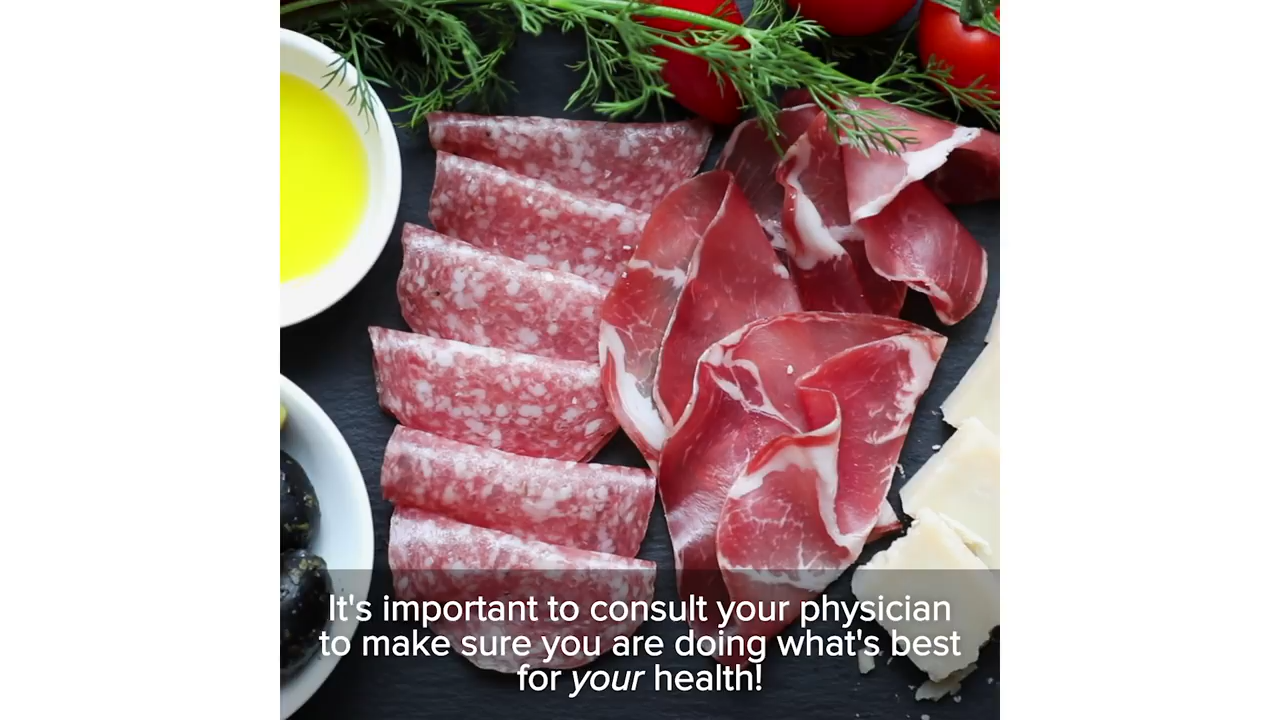 It's important to consult your physician
to make sure you are doing what's best
for your health!